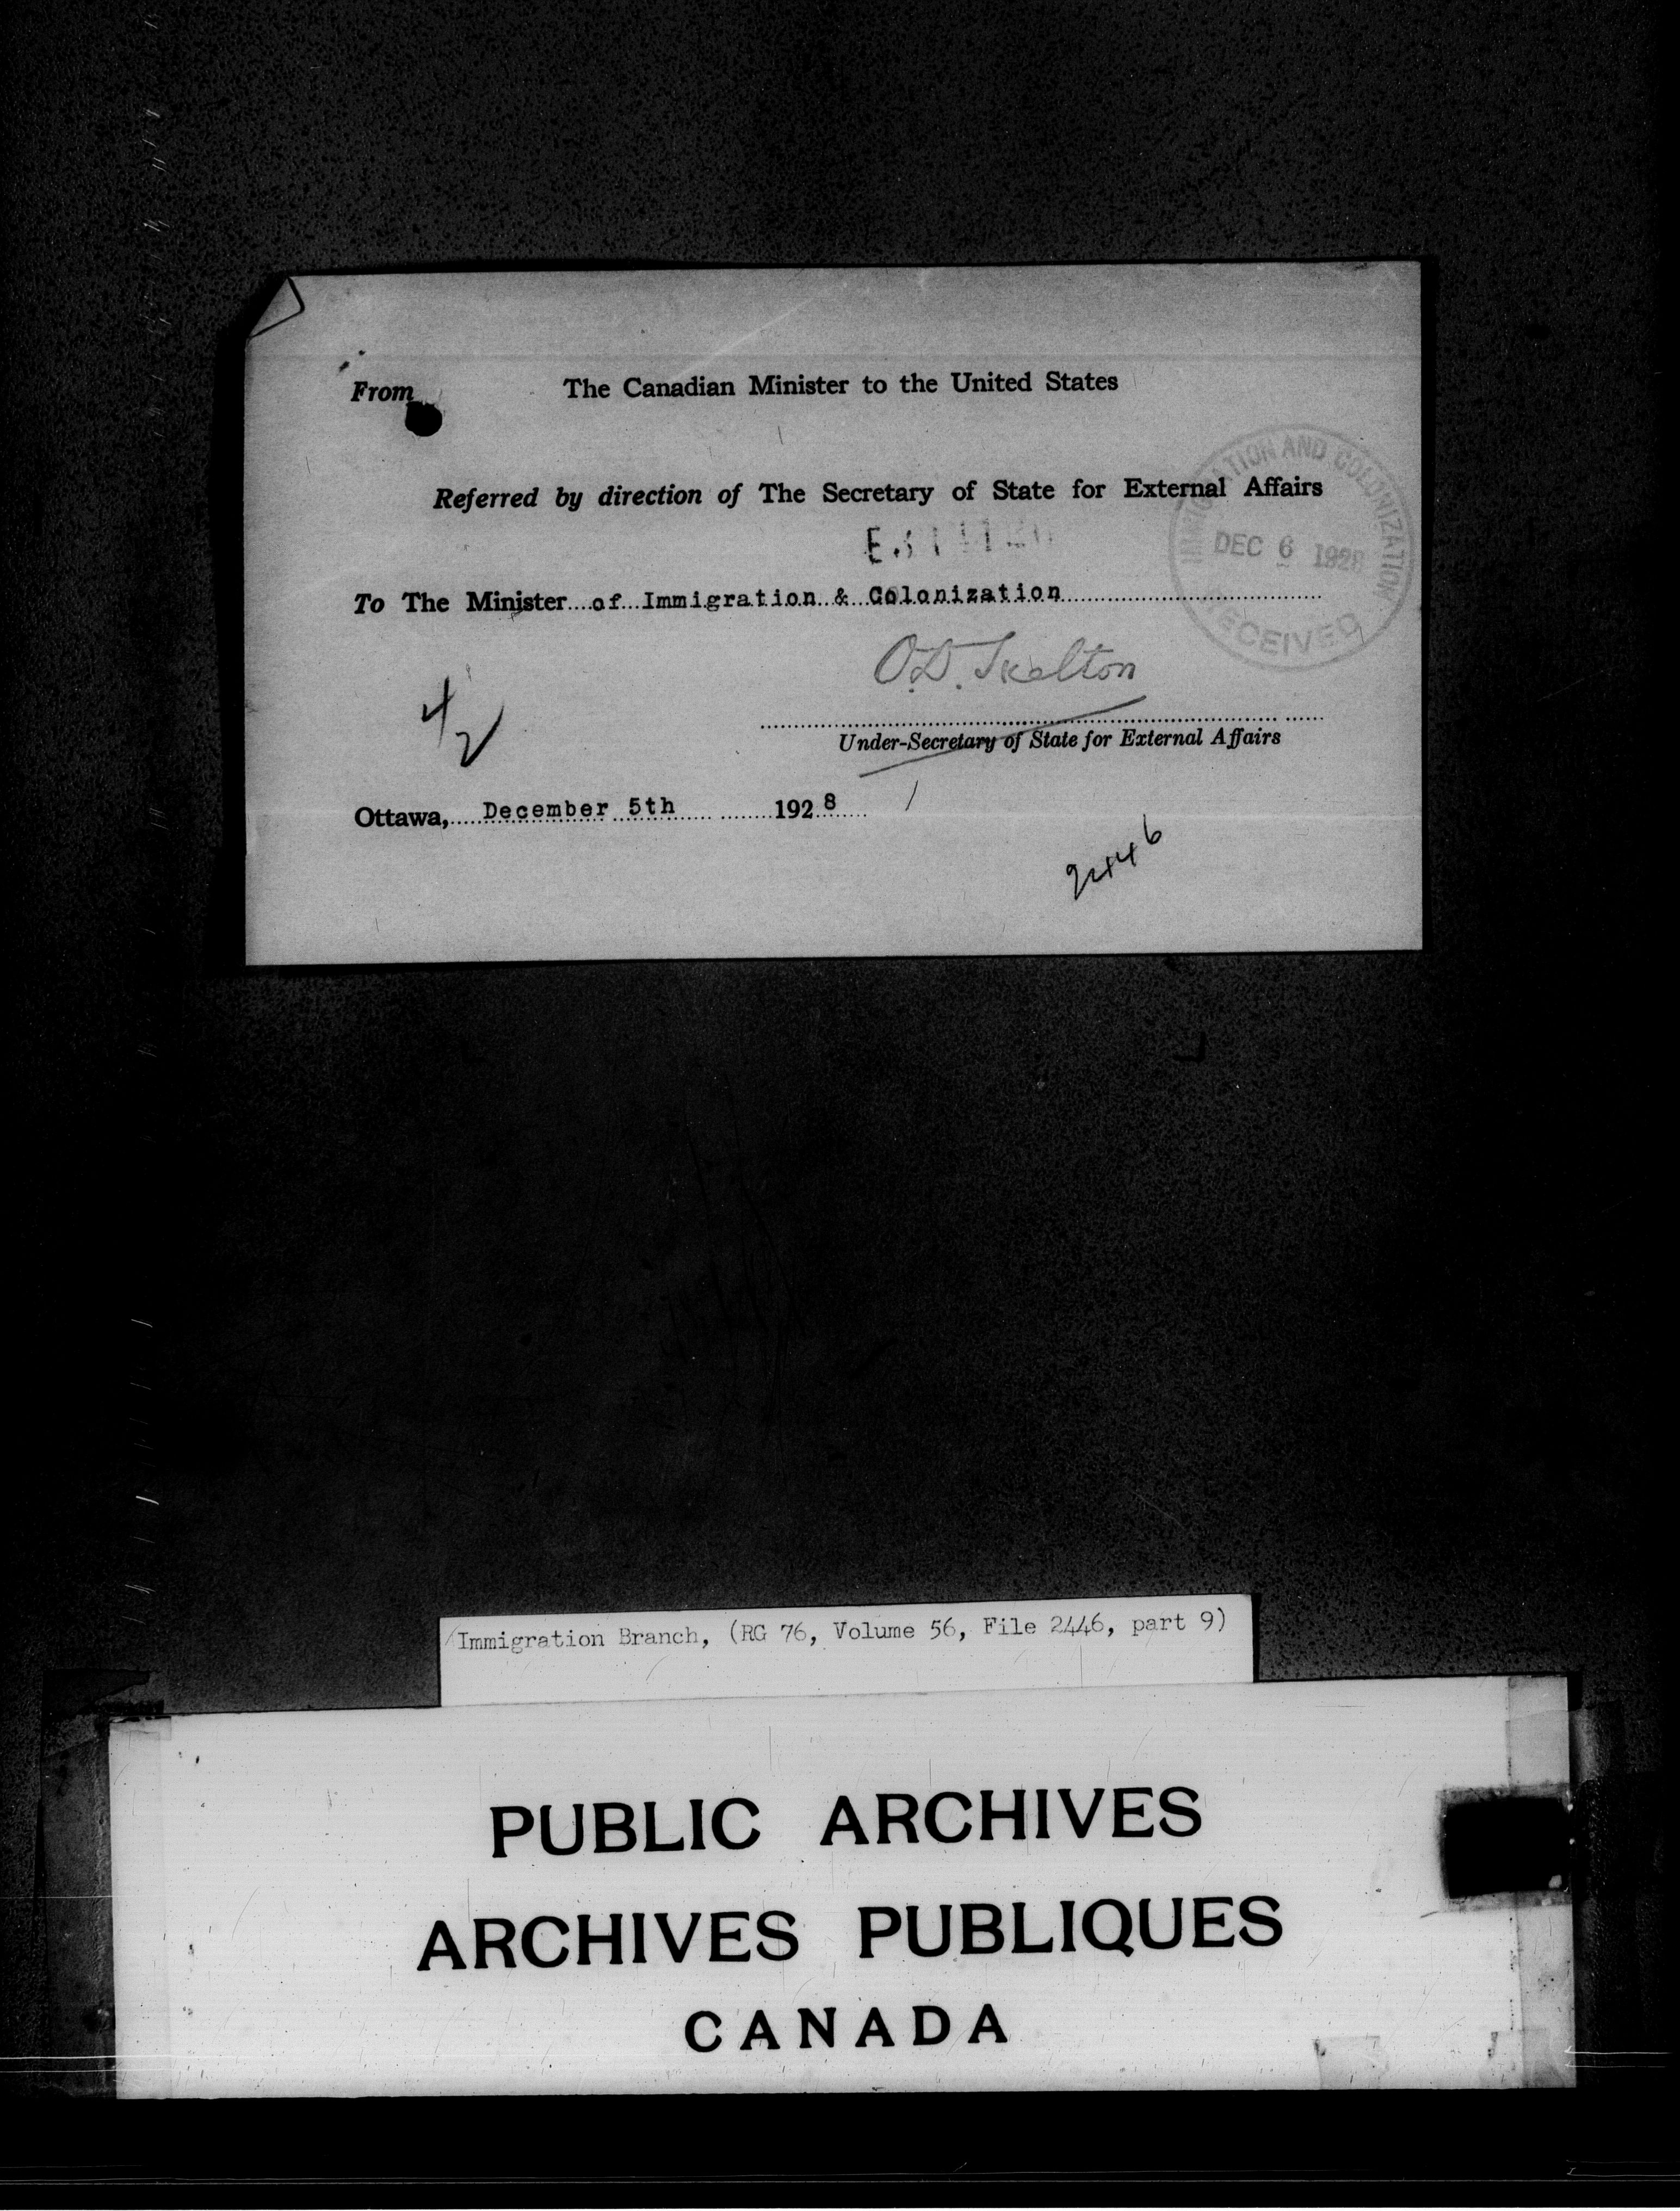 From The Canadian Minister to the United States
Referred by direction of The Secretary of State for External Affairs
IMMIGRATION AND COLONIZATION
DEC 6 1928
RECEIVED
To The Minister of Immigration & Colonization
O.D. Skelton
Under-Secretary of State for External Affairs
Ottawa, December 5th 1928
2446
Immigration Branch, (RG 76, Volume 56, File 2446, part 9)
PUBLIC ARCHIVES
ARCHIVES PUBLIQUES
CANADA